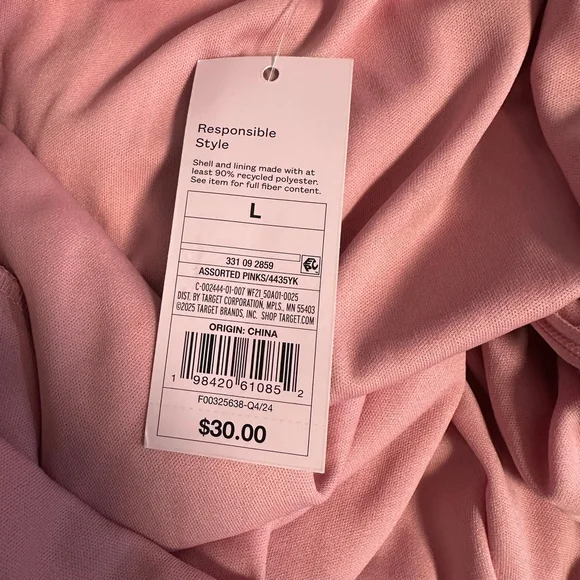 Responsible
Style
Shell and lining made with at
least 90% recycled polyester.
See item for full fiber content.
L
331 09 2859
ASSORTED PINKS/4435YK
C-002444-01-007 WF21_50A01-0025
DIST. BY TARGET CORPORATION, MPLS., MN 55403
©2025 TARGET BRANDS, INC. SHOP TARGET.COM
ORIGIN: CHINA
1 98420 61085 2
F00325638-Q4/24
$30.00